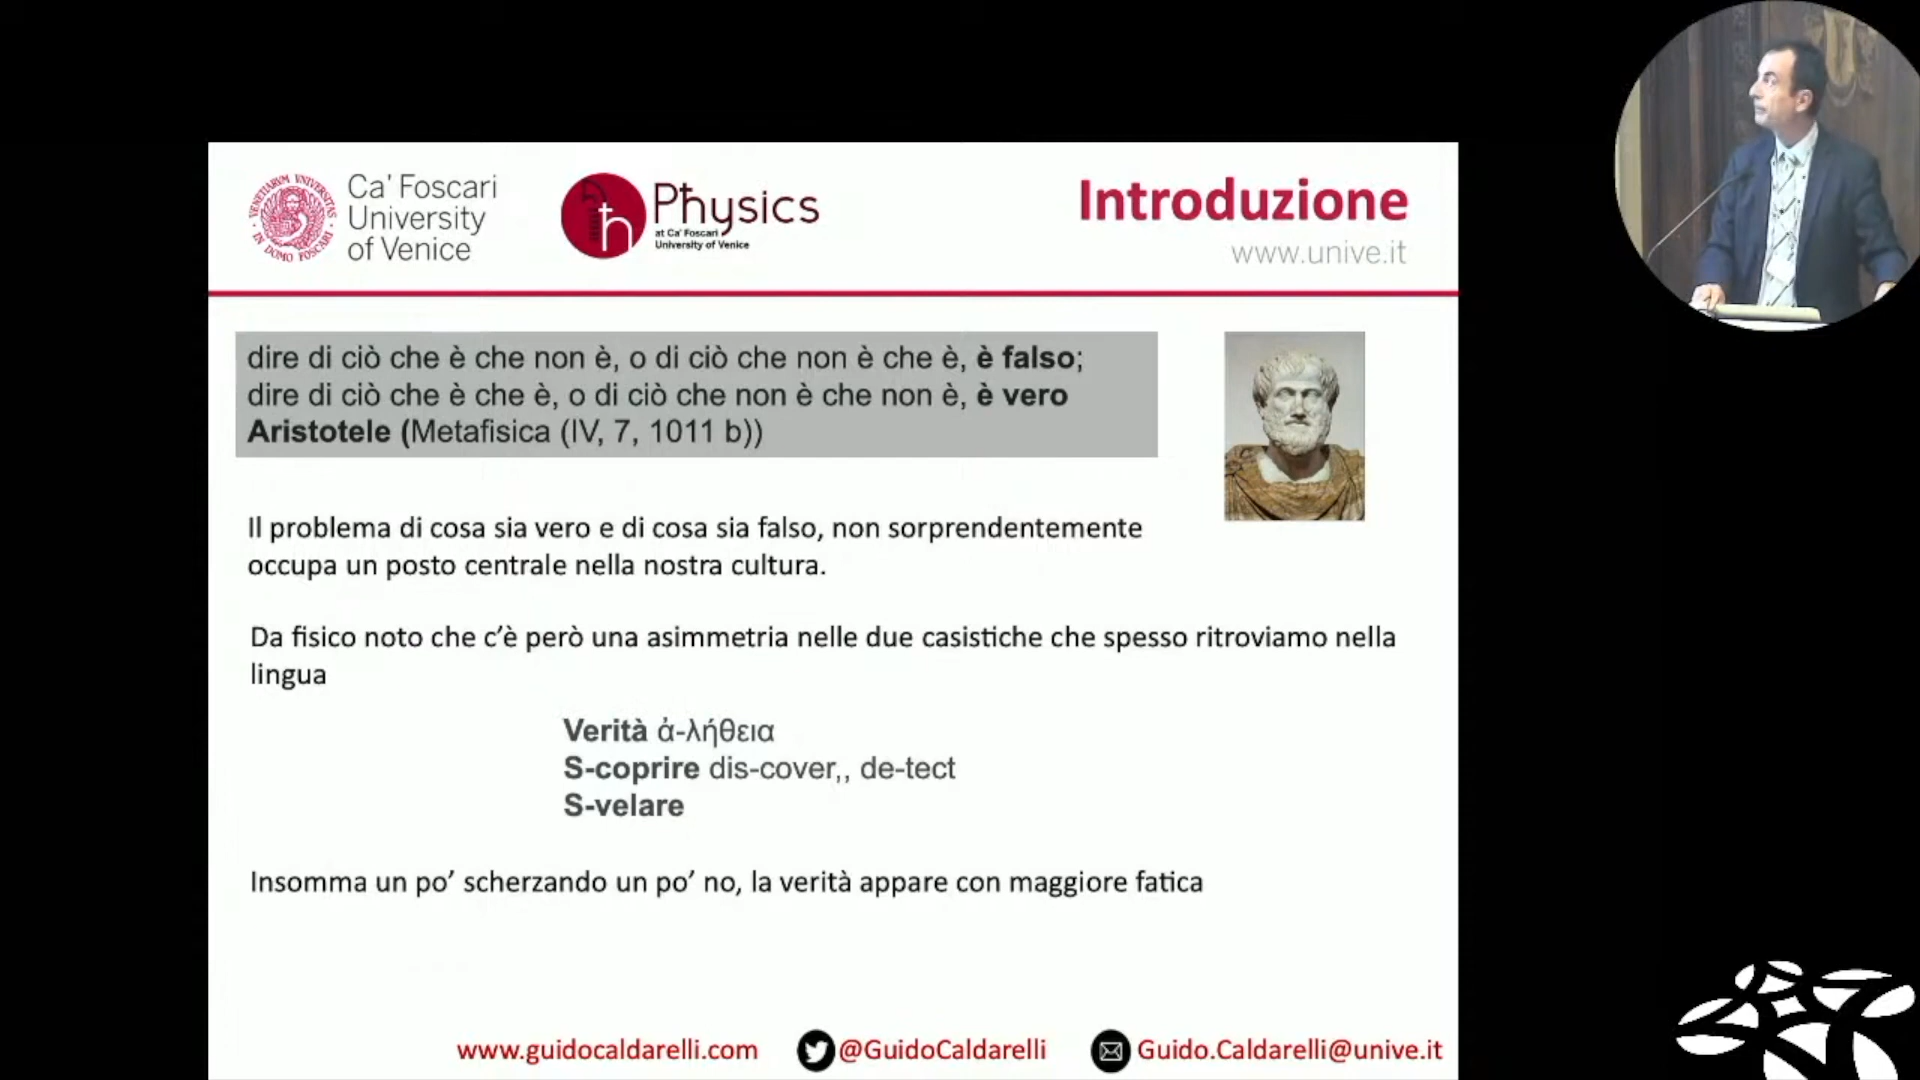 VENETIARUM UNIVERSITAS
IN DOMO FOSCARI
Ca' Foscari
University
of Venice
Physics
at Ca' Foscari
University of Venice
Introduzione
www.unive.it
dire di ciò che è che non è, o di ciò che non è che è, è falso;
dire di ciò che è che è, o di ciò che non è che non è, è vero
Aristotele (Metafisica (IV, 7, 1011 b))
Il problema di cosa sia vero e di cosa sia falso, non sorprendentemente
occupa un posto centrale nella nostra cultura.
Da fisico noto che c’è però una asimmetria nelle due casistiche che spesso ritroviamo nella
lingua
Verità ἀ-λήθεια
S-coprire dis-cover,, de-tect
S-velare
Insomma un po’ scherzando un po’ no, la verità appare con maggiore fatica
www.guidocaldarelli.com
@GuidoCaldarelli
Guido.Caldarelli@unive.it